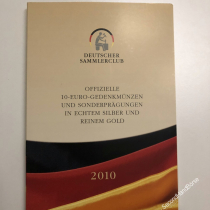 DEUTSCHER
SAMMLERCLUB
OFFIZIELLE
10-EURO-GEDENKMÜNZEN
UND SONDERPRÄGUNGEN
IN ECHTEM SILBER UND
REINEM GOLD
2010